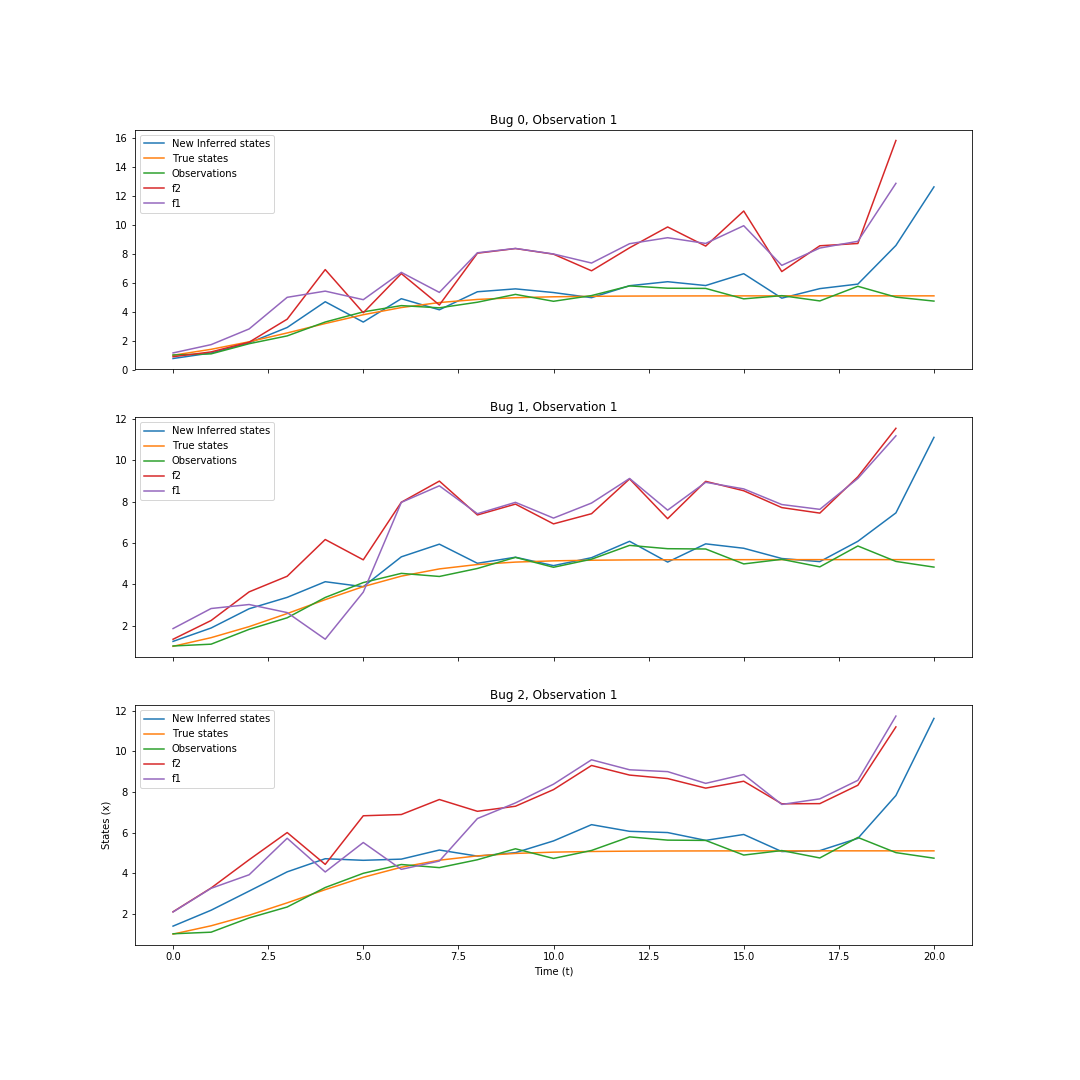 Bug 0, Observation 1
16
14
12
10
8
6
4
2
0
New Inferred states
True states
Observations
f2
f1
Bug 1, Observation 1
12
10
8
6
4
2
New Inferred states
True states
Observations
f2
f1
Bug 2, Observation 1
12
10
8
6
4
2
States (x)
New Inferred states
True states
Observations
f2
f1
0.0 2.5 5.0 7.5 10.0 12.5 15.0 17.5 20.0
Time (t)